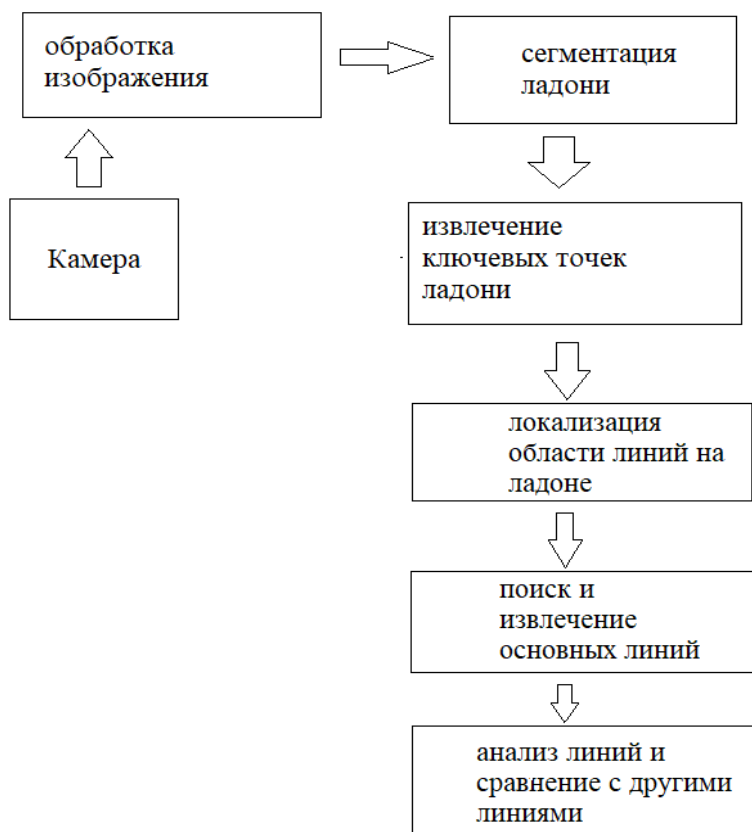 обработка
изображения
сегментация
ладони
Камера
извлечение
ключевых точек
ладони
локализация
области линий на
ладоне
поиск и
извлечение
основных линий
анализ линий и
сравнение с другими
линиями